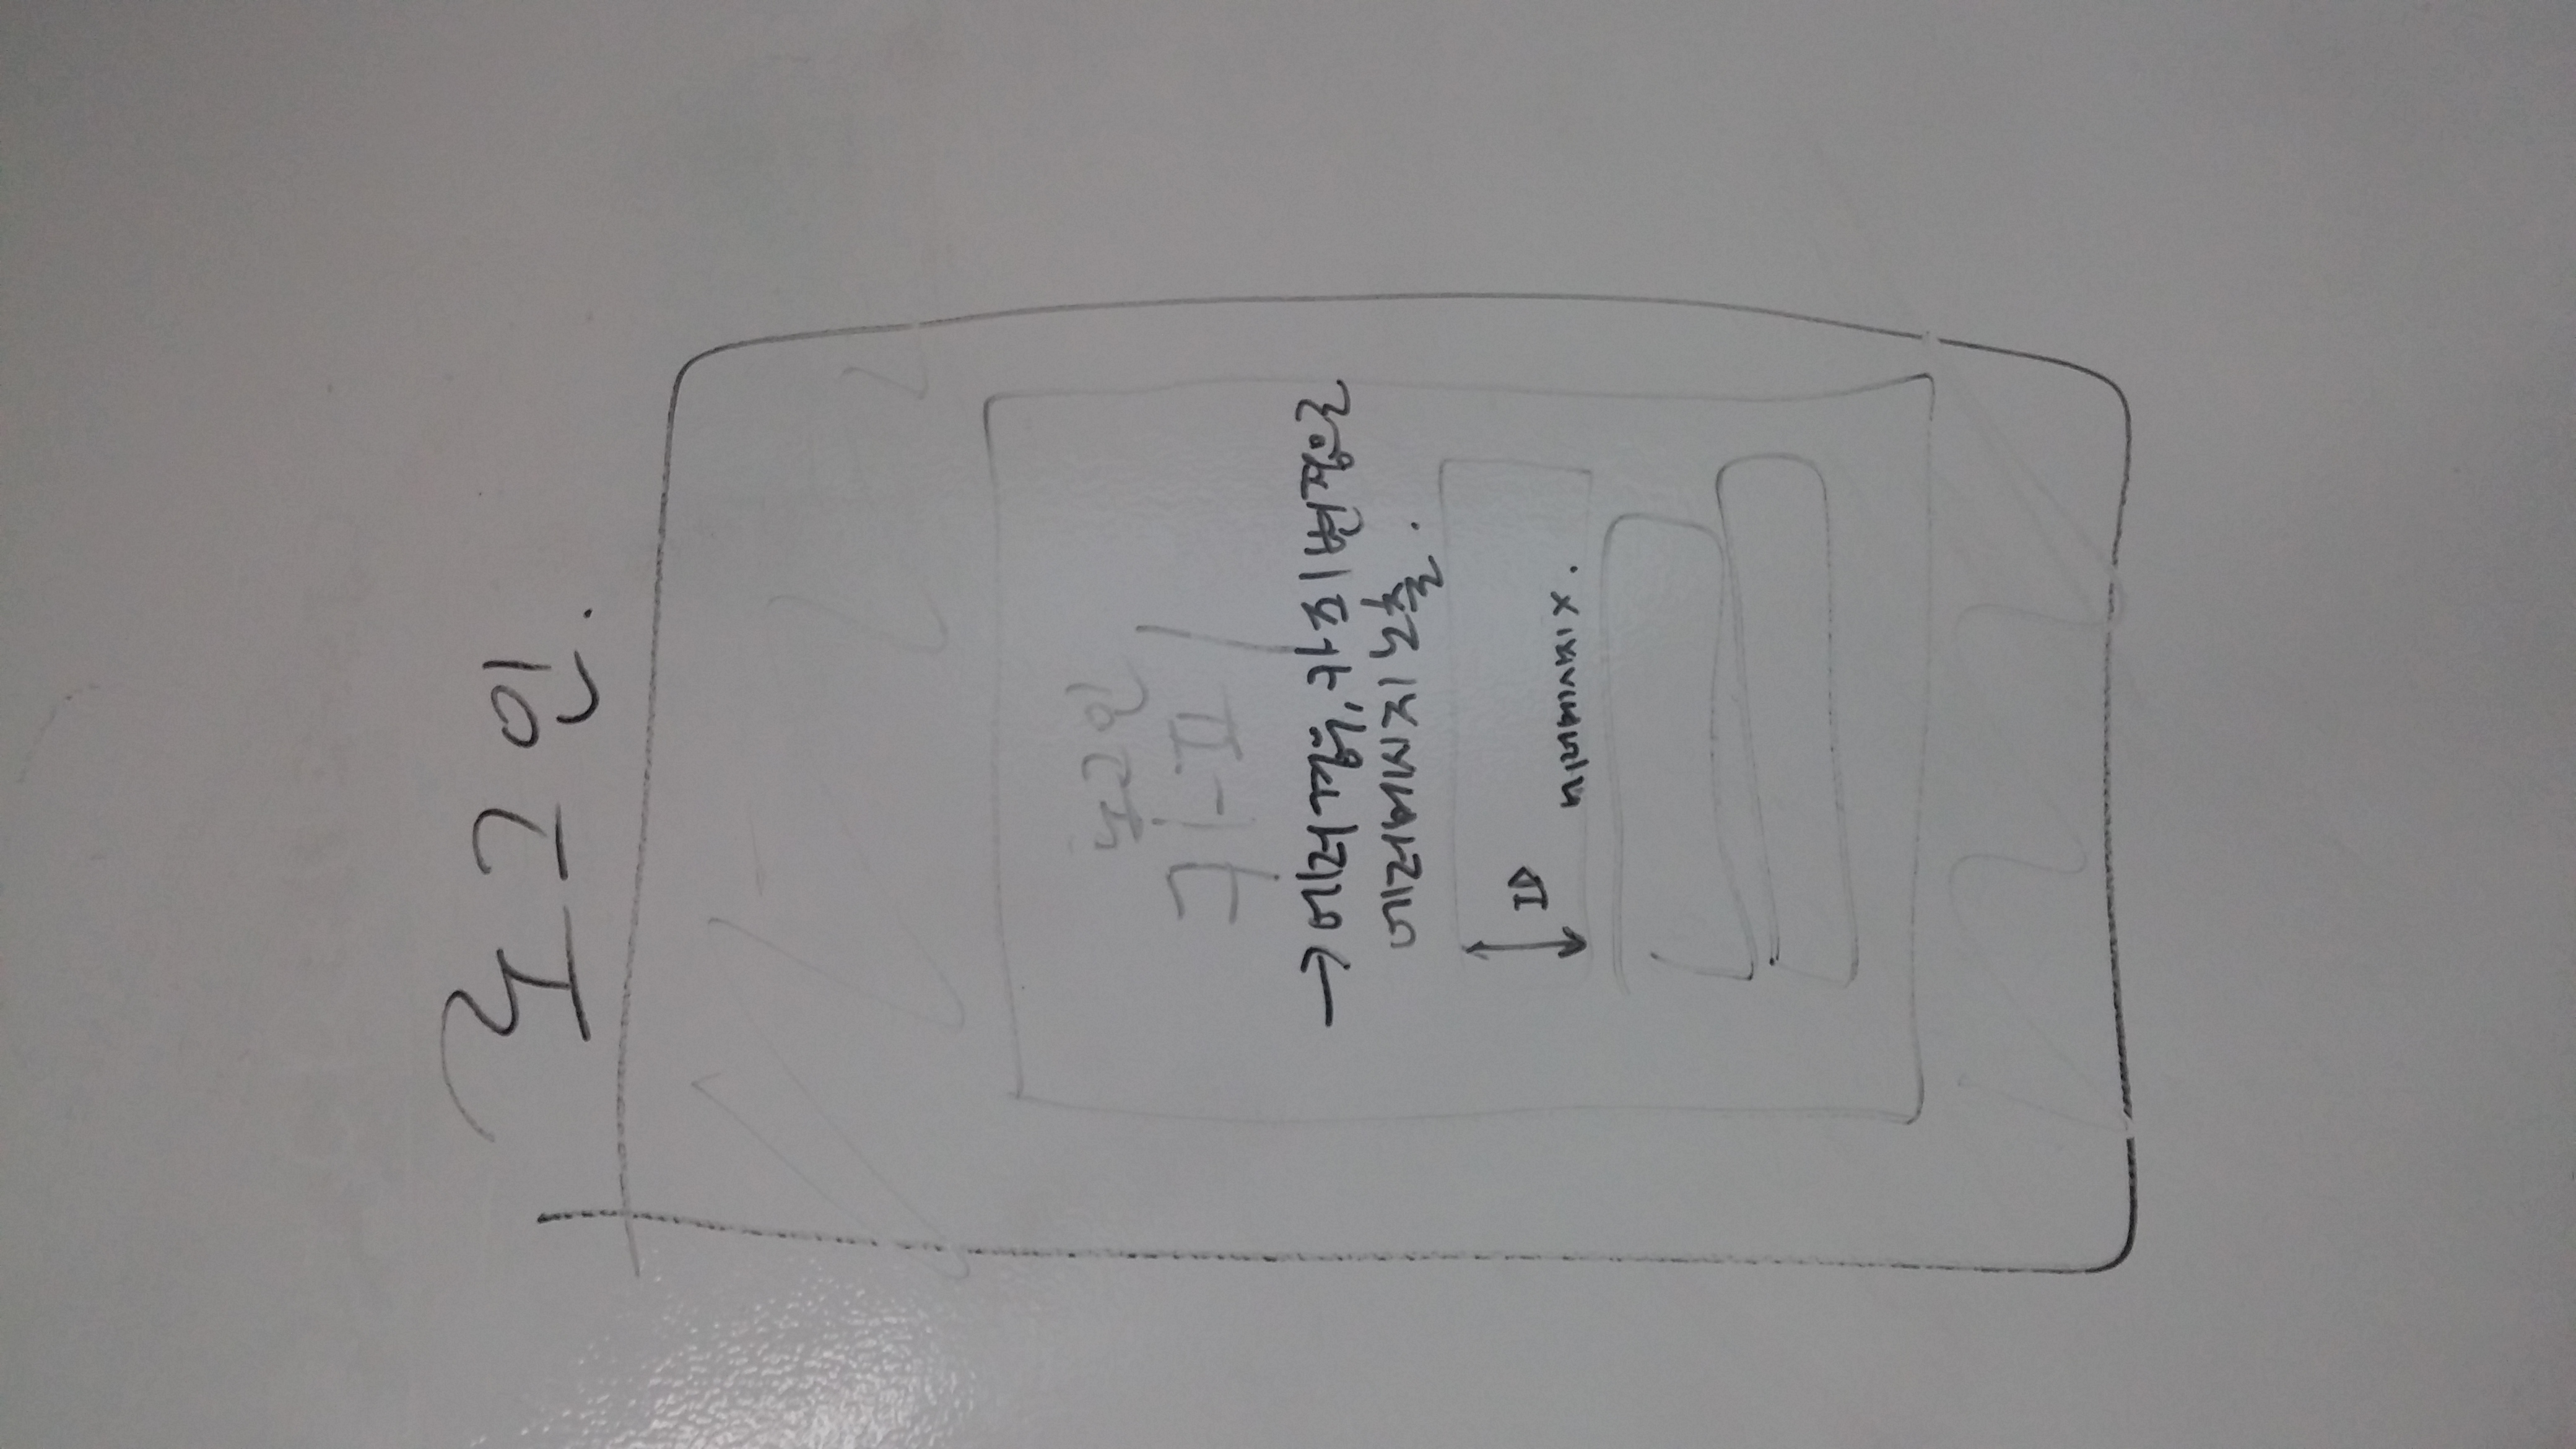 로그인.
로그인
카피
→ 에러 경우, 카피 변경으로
에러메시지 노출.
ID
에러메시지 X.